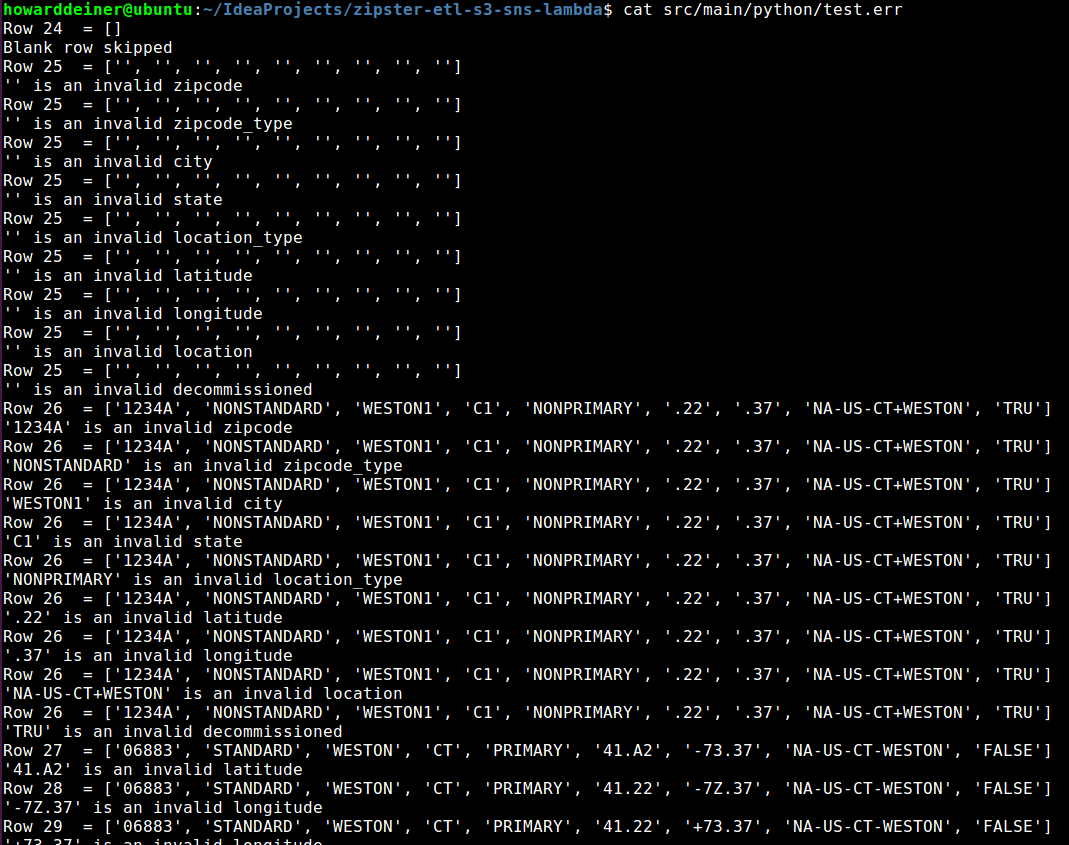 howarddeiner@ubuntu:~/IdeaProjects/zipster-etl-s3-sns-lambda$ cat src/main/python/test.err
Row 24  = []
Blank row skipped
Row 25  = ['', '', '', '', '', '', '', '', '']
'' is an invalid zipcode
Row 25  = ['', '', '', '', '', '', '', '', '']
'' is an invalid zipcode_type
Row 25  = ['', '', '', '', '', '', '', '', '']
'' is an invalid city
Row 25  = ['', '', '', '', '', '', '', '', '']
'' is an invalid state
Row 25  = ['', '', '', '', '', '', '', '', '']
'' is an invalid location_type
Row 25  = ['', '', '', '', '', '', '', '', '']
'' is an invalid latitude
Row 25  = ['', '', '', '', '', '', '', '', '']
'' is an invalid longitude
Row 25  = ['', '', '', '', '', '', '', '', '']
'' is an invalid location
Row 25  = ['', '', '', '', '', '', '', '', '']
'' is an invalid decommissioned
Row 26  = ['1234A', 'NONSTANDARD', 'WESTON1', 'C1', 'NONPRIMARY', '.22', '.37', 'NA-US-CT+WESTON', 'TRU']
'1234A' is an invalid zipcode
Row 26  = ['1234A', 'NONSTANDARD', 'WESTON1', 'C1', 'NONPRIMARY', '.22', '.37', 'NA-US-CT+WESTON', 'TRU']
'NONSTANDARD' is an invalid zipcode_type
Row 26  = ['1234A', 'NONSTANDARD', 'WESTON1', 'C1', 'NONPRIMARY', '.22', '.37', 'NA-US-CT+WESTON', 'TRU']
'WESTON1' is an invalid city
Row 26  = ['1234A', 'NONSTANDARD', 'WESTON1', 'C1', 'NONPRIMARY', '.22', '.37', 'NA-US-CT+WESTON', 'TRU']
'C1' is an invalid state
Row 26  = ['1234A', 'NONSTANDARD', 'WESTON1', 'C1', 'NONPRIMARY', '.22', '.37', 'NA-US-CT+WESTON', 'TRU']
'NONPRIMARY' is an invalid location_type
Row 26  = ['1234A', 'NONSTANDARD', 'WESTON1', 'C1', 'NONPRIMARY', '.22', '.37', 'NA-US-CT+WESTON', 'TRU']
'.22' is an invalid latitude
Row 26  = ['1234A', 'NONSTANDARD', 'WESTON1', 'C1', 'NONPRIMARY', '.22', '.37', 'NA-US-CT+WESTON', 'TRU']
'.37' is an invalid longitude
Row 26  = ['1234A', 'NONSTANDARD', 'WESTON1', 'C1', 'NONPRIMARY', '.22', '.37', 'NA-US-CT+WESTON', 'TRU']
'NA-US-CT+WESTON' is an invalid location
Row 26  = ['1234A', 'NONSTANDARD', 'WESTON1', 'C1', 'NONPRIMARY', '.22', '.37', 'NA-US-CT+WESTON', 'TRU']
'TRU' is an invalid decommissioned
Row 27  = ['06883', 'STANDARD', 'WESTON', 'CT', 'PRIMARY', '41.A2', '-73.37', 'NA-US-CT-WESTON', 'FALSE']
'41.A2' is an invalid latitude
Row 28  = ['06883', 'STANDARD', 'WESTON', 'CT', 'PRIMARY', '41.22', '-7Z.37', 'NA-US-CT-WESTON', 'FALSE']
'-7Z.37' is an invalid longitude
Row 29  = ['06883', 'STANDARD', 'WESTON', 'CT', 'PRIMARY', '41.22', '+73.37', 'NA-US-CT-WESTON', 'FALSE']
'+73.37' is an invalid longitude